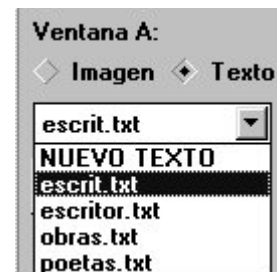 Ventana A:
Imagen Texto
escrit.txt
NUEVO TEXTO
escrit.txt
escritor.txt
obras.txt
poetas.txt